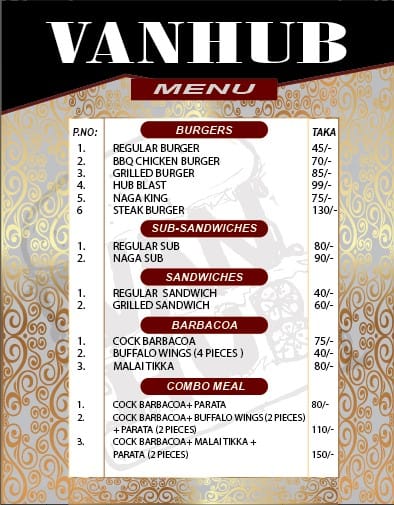 VANHUB
MENU
P.NO: BURGERS TAKA
1. REGULAR BURGER 45/-
2. BBQ CHICKEN BURGER 70/-
3. GRILLED BURGER 85/-
4. HUB BLAST 99/-
5. NAGA KING 75/-
6 STEAK BURGER 130/-
SUB-SANDWICHES
1. REGULAR SUB 80/-
2. NAGA SUB 90/-
SANDWICHES
1. REGULAR SANDWICH 40/-
2. GRILLED SANDWICH 60/-
BARBACOA
1. COCK BARBACOA 75/-
2. BUFFALO WINGS (4 PIECES ) 40/-
3. MALAI TIKKA 80/-
COMBO MEAL
1. COCK BARBACOA+ PARATA 80/-
2. COCK BARBACOA+ BUFFALO WINGS (2 PIECES)
+ PARATA (2 PIECES) 110/-
3. COCK BARBACOA+ MALAI TIKKA +
PARATA (2 PIECES) 150/-